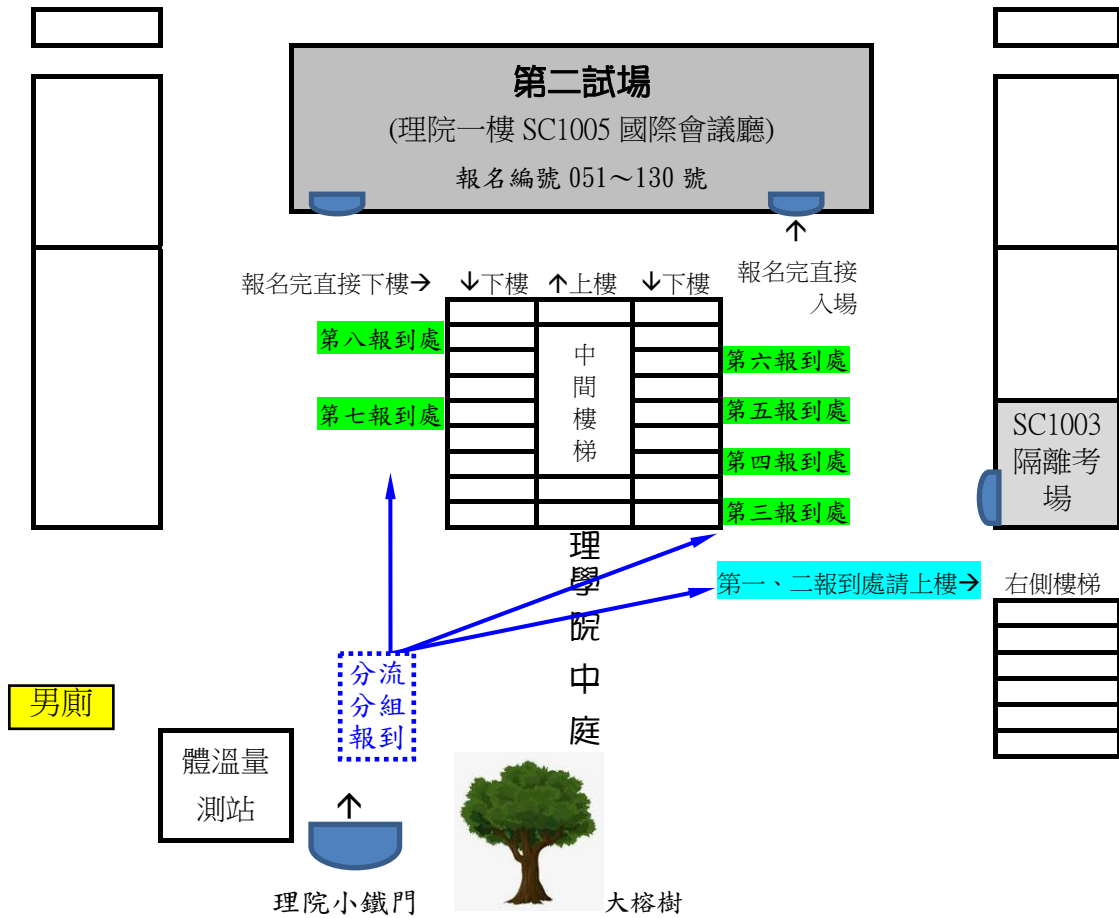 第二試場
(理院一樓 SC1005 國際會議廳)
報名編號 051～130 號
↑
報名完直接下樓→
↓下樓
↑上樓
↓下樓
報名完直接
入場
第八報到處
第七報到處
中
間
樓
梯
第六報到處
第五報到處
第四報到處
第三報到處
SC1003
隔離考
場
理
學
院
中
庭
第一、二報到處請上樓→
右側樓梯
分流
分組
報到
男廁
體溫量
測站
↑
理院小鐵門
大榕樹